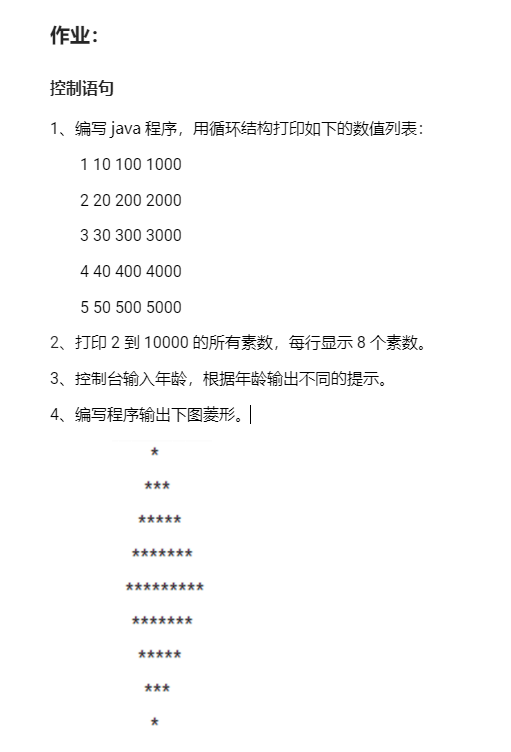 作业：
控制语句
1、编写 java 程序，用循环结构打印如下的数值列表：
1 10 100 1000
2 20 200 2000
3 30 300 3000
4 40 400 4000
5 50 500 5000
2、打印 2 到 10000 的所有素数，每行显示 8 个素数。
3、控制台输入年龄，根据年龄输出不同的提示。
4、编写程序输出下图菱形。
*
***
*****
*******
*********
*******
*****
***
*